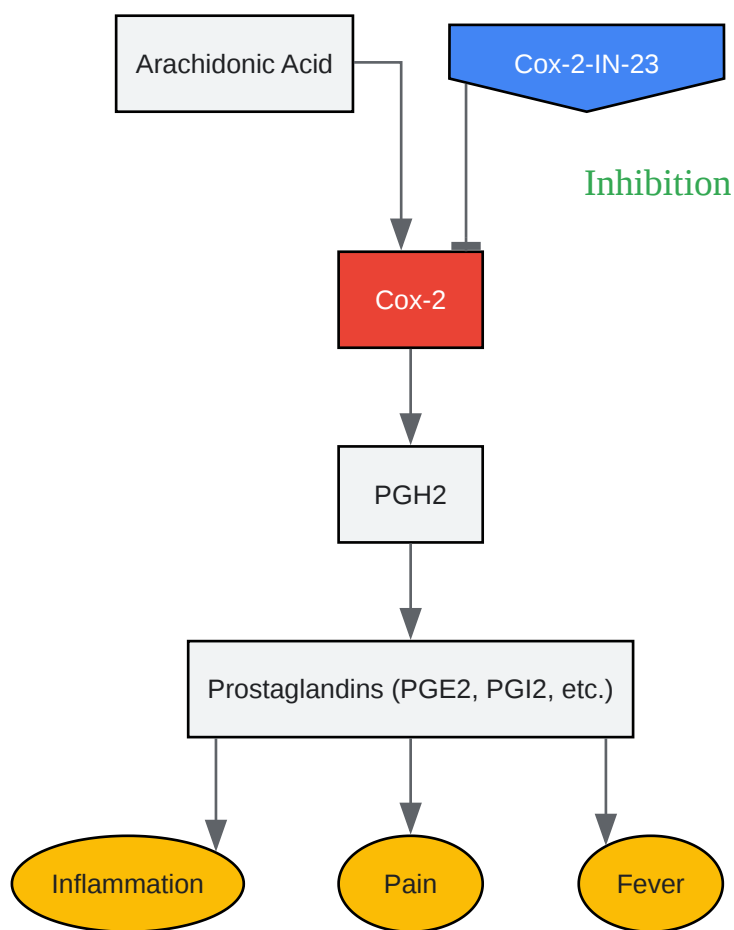 Arachidonic Acid
Cox-2-IN-23
Inhibition
Cox-2
PGH2
Prostaglandins (PGE2, PGI2, etc.)
Inflammation
Pain
Fever